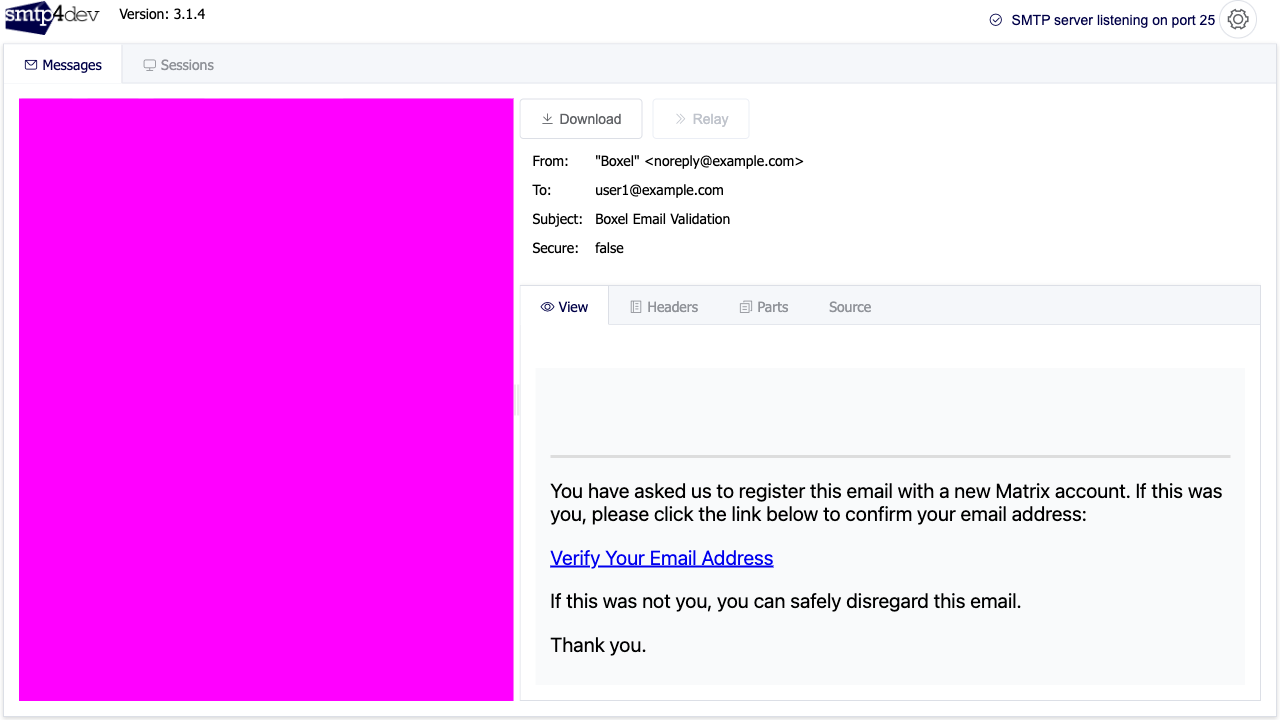 smtp4dev Version: 3.1.4 SMTP server listening on port 25
Messages Sessions
Download Relay
From: "Boxel" <noreply@example.com>
To: user1@example.com
Subject: Boxel Email Validation
Secure: false
View Headers Parts Source
You have asked us to register this email with a new Matrix account. If this was
you, please click the link below to confirm your email address:
Verify Your Email Address
If this was not you, you can safely disregard this email.
Thank you.